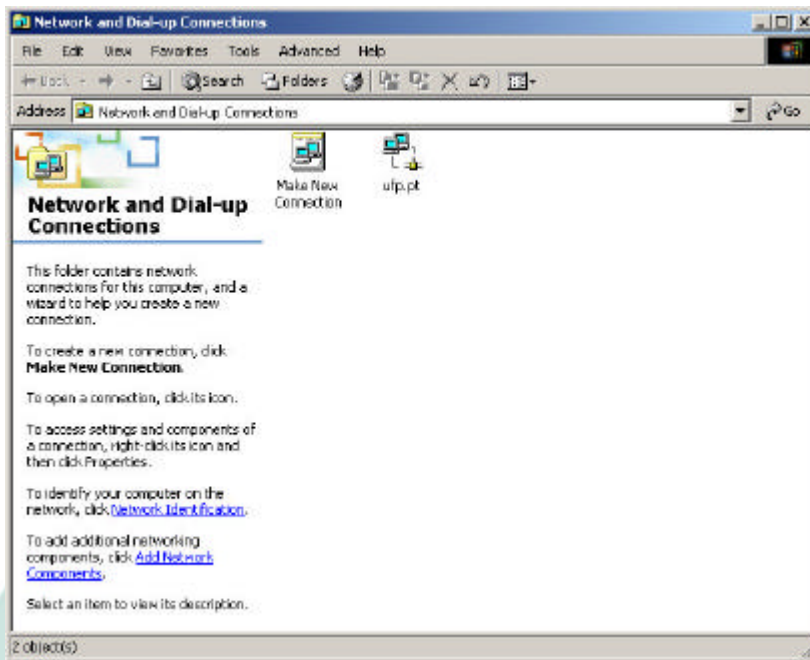 Network and Dial-up Connections
File Edit View Favorites Tools Advanced Help
Back Search Folders
Address Network and Dial-up Connections Go
Make New
Connection
ufp.pt
Network and Dial-up
Connections
This folder contains network
connections for this computer, and a
wizard to help you create a new
connection.
To create a new connection, click
Make New Connection.
To open a connection, click its icon.
To access settings and components of
a connection, right-click its icon and
then click Properties.
To identify your computer on the
network, click Network Identification.
To add additional networking
components, click Add Network
Components.
Select an item to view its description.
2 object(s)